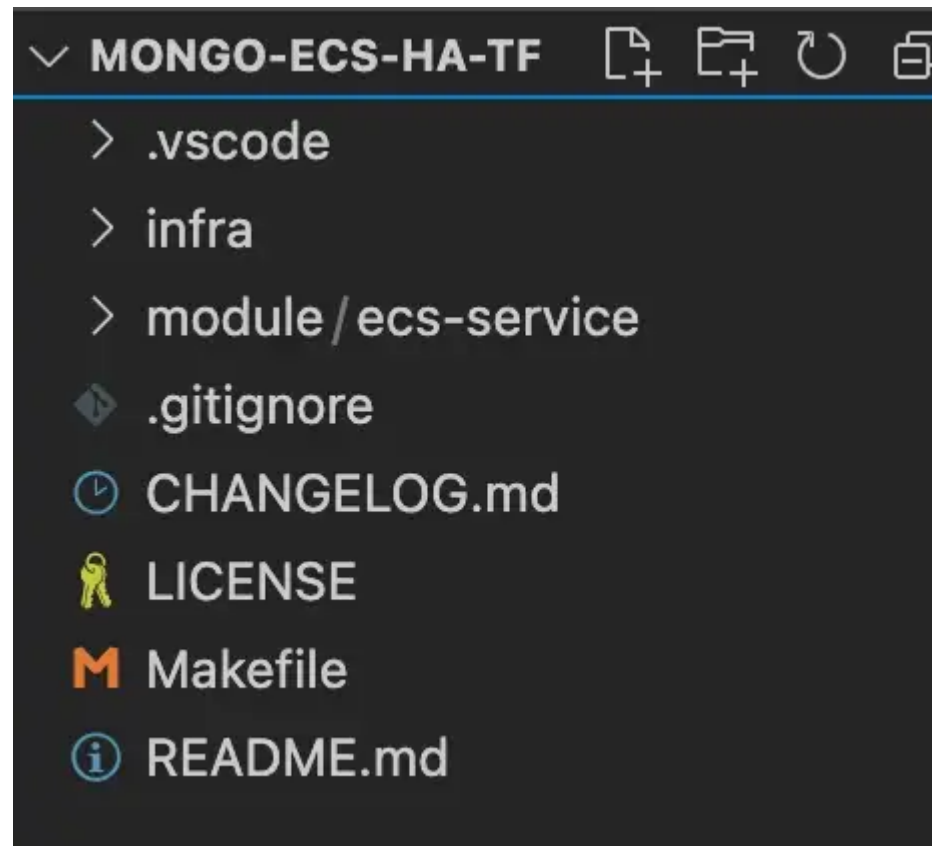 MONGO-ECS-HA-TF
.vscode
infra
module/ecs-service
.gitignore
CHANGELOG.md
LICENSE
Makefile
README.md